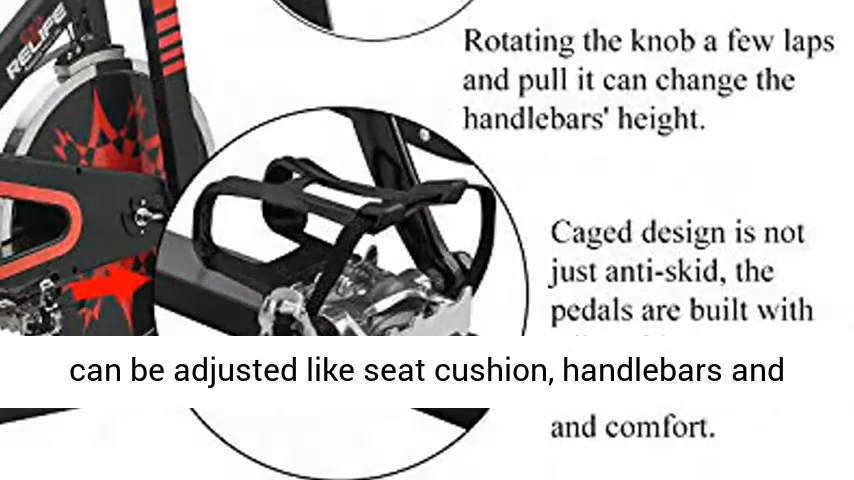 RELIFE
Rotating the knob a few laps
and pull it can change the
handlebars' height.
Caged design is not
just anti-skid, the
pedals are built with
can be adjusted like seat cushion, handlebars and
and comfort.